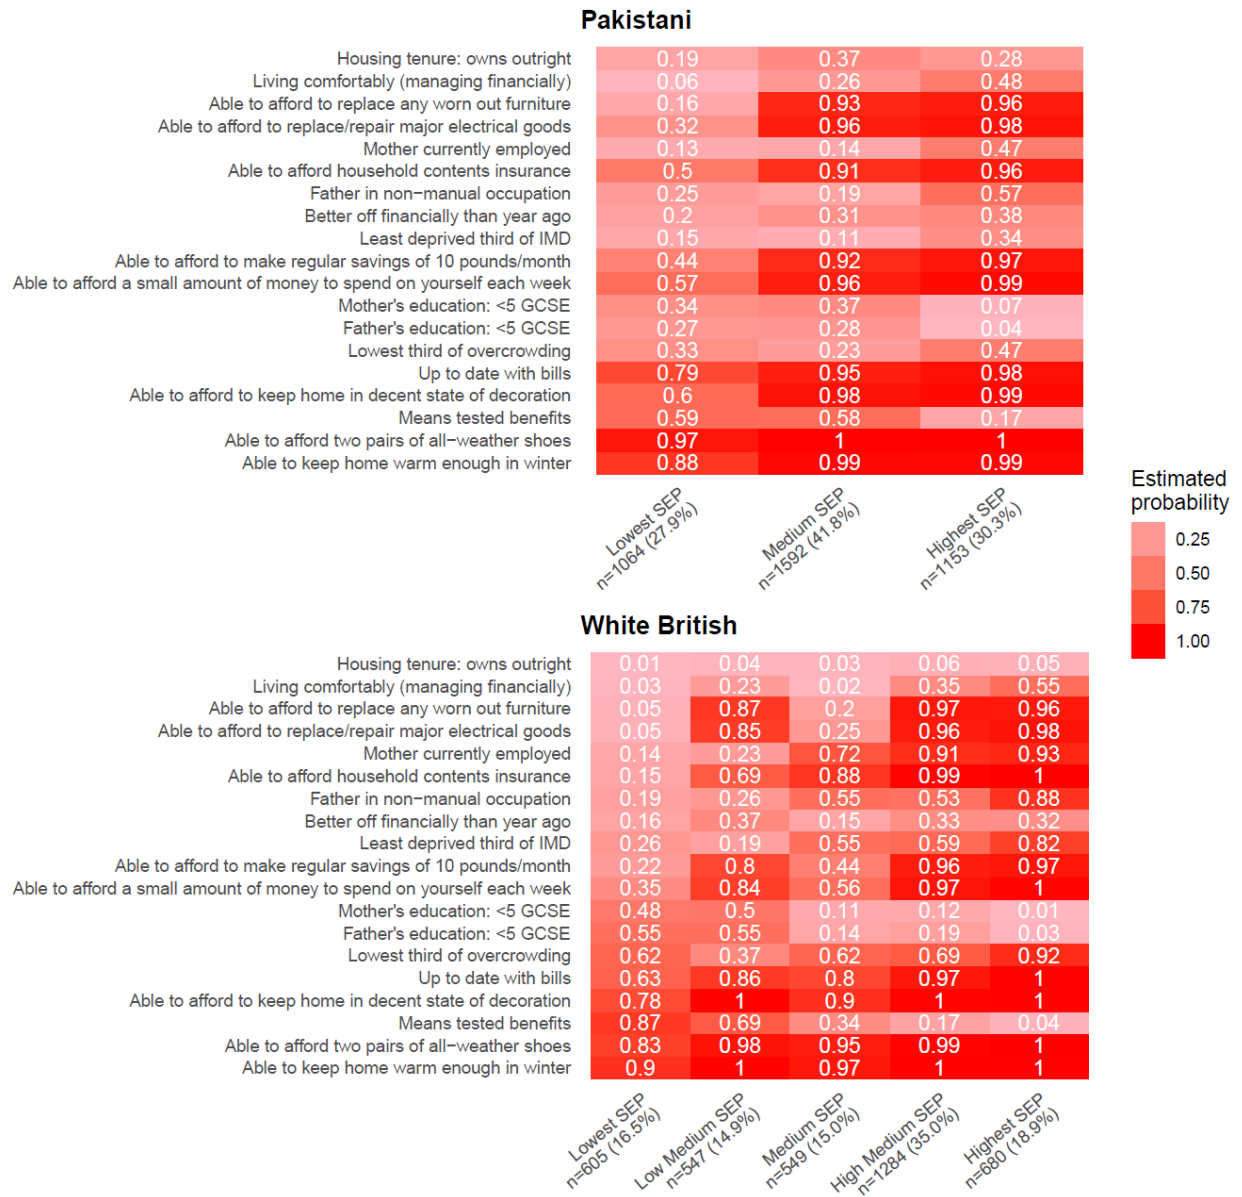 Pakistani
Housing tenure: owns outright 0.19 0.37 0.28
Living comfortably (managing financially) 0.06 0.26 0.48
Able to afford to replace any worn out furniture 0.16 0.93 0.96
Able to afford to replace/repair major electrical goods 0.32 0.96 0.98
Mother currently employed 0.13 0.14 0.47
Able to afford household contents insurance 0.5 0.91 0.96
Father in non−manual occupation 0.25 0.19 0.57
Better off financially than year ago 0.2 0.31 0.38
Least deprived third of IMD 0.15 0.11 0.34
Able to afford to make regular savings of 10 pounds/month 0.44 0.92 0.97
Able to afford a small amount of money to spend on yourself each week 0.57 0.96 0.99
Mother's education: <5 GCSE 0.34 0.37 0.07
Father's education: <5 GCSE 0.27 0.28 0.04
Lowest third of overcrowding 0.33 0.23 0.47
Up to date with bills 0.79 0.95 0.98
Able to afford to keep home in decent state of decoration 0.6 0.98 0.99
Means tested benefits 0.59 0.58 0.17
Able to afford two pairs of all−weather shoes 0.97 1 1
Able to keep home warm enough in winter 0.88 0.99 0.99
Lowest SEP
n=1064 (27.9%)
Medium SEP
n=1592 (41.8%)
Highest SEP
n=1153 (30.3%)
Estimated
probability
0.25
0.50
0.75
1.00
White British
Housing tenure: owns outright 0.01 0.04 0.03 0.06 0.05
Living comfortably (managing financially) 0.03 0.23 0.02 0.35 0.55
Able to afford to replace any worn out furniture 0.05 0.87 0.2 0.97 0.96
Able to afford to replace/repair major electrical goods 0.05 0.85 0.25 0.96 0.98
Mother currently employed 0.14 0.23 0.72 0.91 0.93
Able to afford household contents insurance 0.15 0.69 0.88 0.99 1
Father in non−manual occupation 0.19 0.26 0.55 0.53 0.88
Better off financially than year ago 0.16 0.37 0.15 0.33 0.32
Least deprived third of IMD 0.26 0.19 0.55 0.59 0.82
Able to afford to make regular savings of 10 pounds/month 0.22 0.8 0.44 0.96 0.97
Able to afford a small amount of money to spend on yourself each week 0.35 0.84 0.56 0.97 1
Mother's education: <5 GCSE 0.48 0.5 0.11 0.12 0.01
Father's education: <5 GCSE 0.55 0.55 0.14 0.19 0.03
Lowest third of overcrowding 0.62 0.37 0.62 0.69 0.92
Up to date with bills 0.63 0.86 0.8 0.97 1
Able to afford to keep home in decent state of decoration 0.78 1 0.9 1 1
Means tested benefits 0.87 0.69 0.34 0.17 0.04
Able to afford two pairs of all−weather shoes 0.83 0.98 0.95 0.99 1
Able to keep home warm enough in winter 0.9 1 0.97 1 1
Lowest SEP
n=605 (16.5%)
Low Medium SEP
n=547 (14.9%)
Medium SEP
n=549 (15.0%)
High Medium SEP
n=1284 (35.0%)
Highest SEP
n=680 (18.9%)